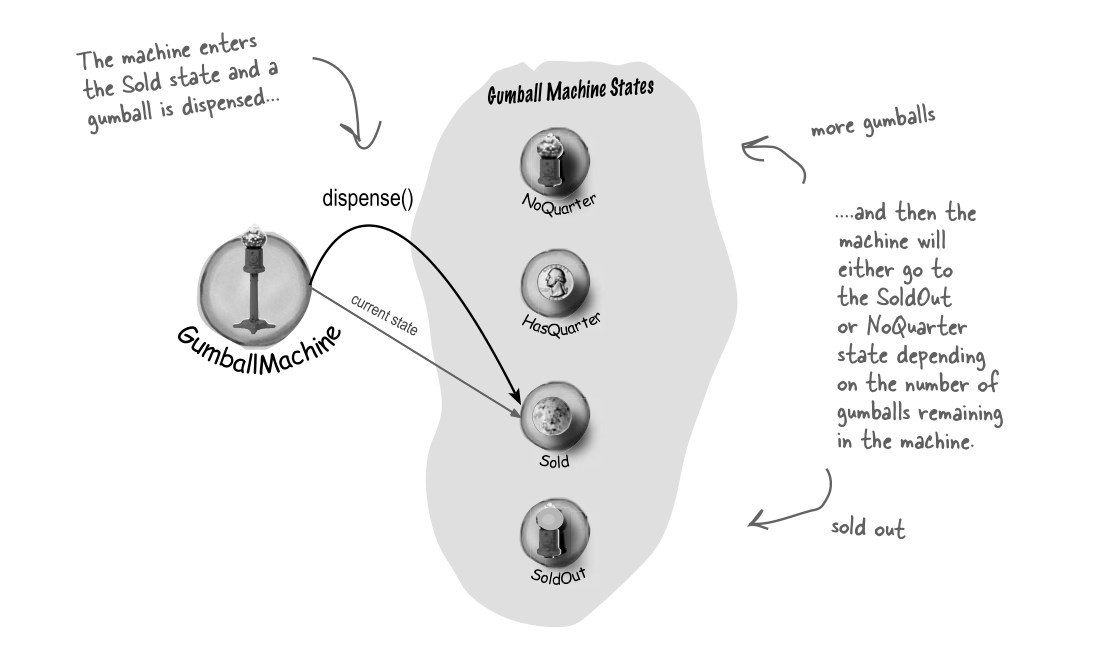 The machine enters
the Sold state and a
gumball is dispensed...
Gumball Machine States
more gumballs
NoQuarter
dispense()
....and then the
machine will
either go to
the SoldOut
or NoQuarter
state depending
on the number of
gumballs remaining
in the machine.
current state
HasQuarter
GumballMachine
Sold
sold out
SoldOut